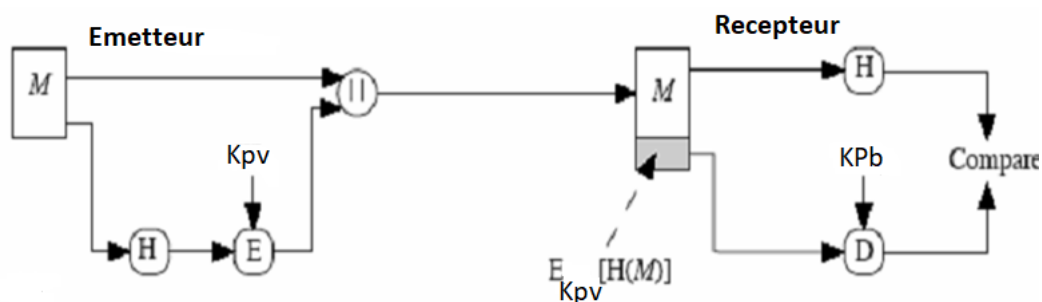 Emetteur
Recepteur
M
||
M
H
Kpv
KPb
Compare
H
E
D
E [H(M)]
Kpv